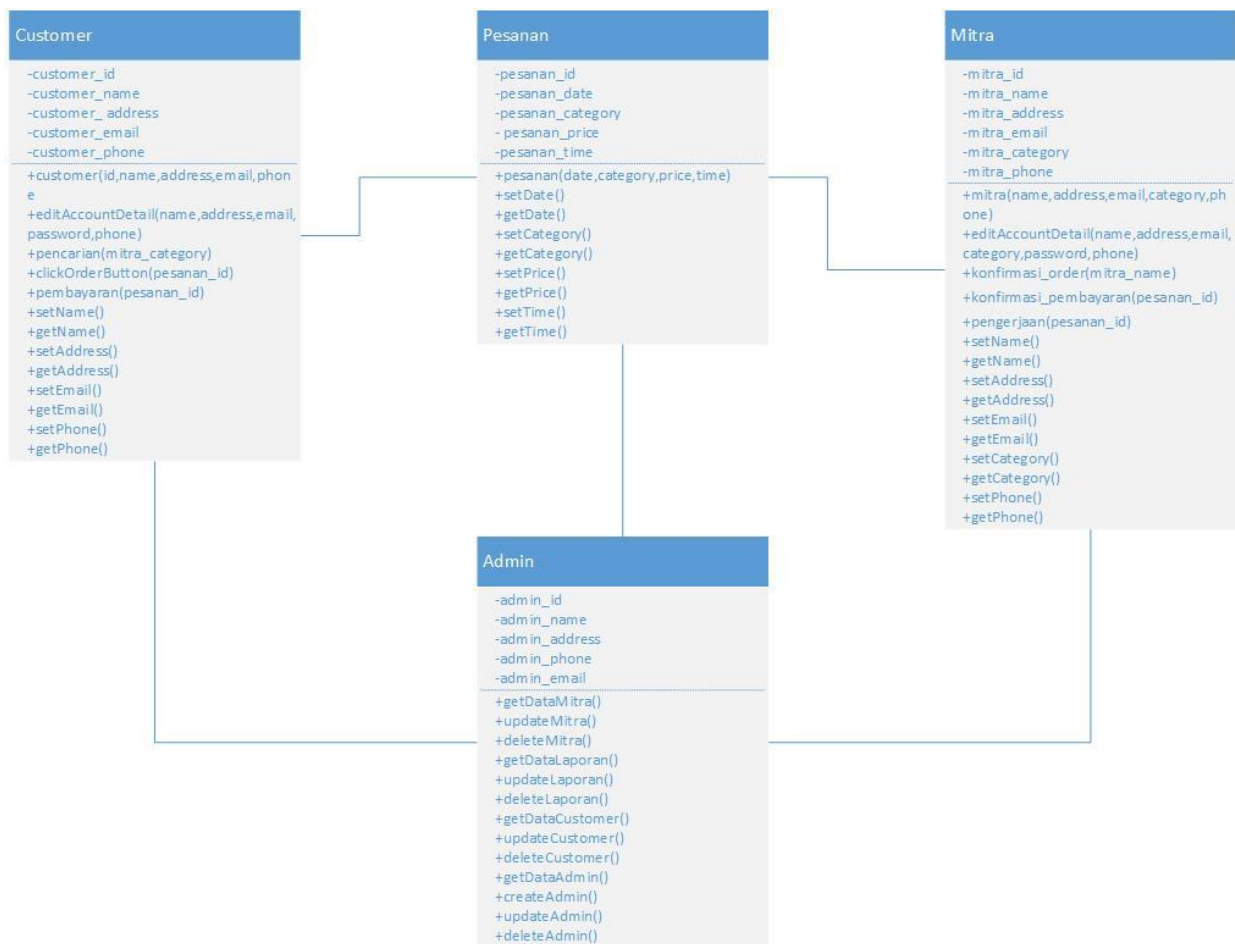 Customer
-customer_id
-customer_name
-customer_ address
-customer_email
-customer_phone
+customer(id,name,address,email,phon
e
+editAccountDetail(name,address,email,
password,phone)
+pencarian(mitra_category)
+clickOrderButton(pesanan_id)
+pembayaran(pesanan_id)
+setName()
+getName()
+setAddress()
+getAddress()
+setEmail()
+getEmail()
+setPhone()
+getPhone()
Pesanan
-pesanan_id
-pesanan_date
-pesanan_category
- pesanan_price
-pesanan_time
+pesanan(date,category,price,time)
+setDate()
+getDate()
+setCategory()
+getCategory()
+setPrice()
+getPrice()
+setTime()
+getTime()
Mitra
-mitra_id
-mitra_name
-mitra_address
-mitra_email
-mitra_category
-mitra_phone
+mitra(name,address,email,category,ph
one)
+editAccountDetail(name,address,email,
category,password,phone)
+konfirmasi_order(mitra_name)
+konfirmasi_pembayaran(pesanan_id)
+pengerjaan(pesanan_id)
+setName()
+getName()
+setAddress()
+getAddress()
+setEmail()
+getEmail()
+setCategory()
+getCategory()
+setPhone()
+getPhone()
Admin
-admin_id
-admin_name
-admin_address
-admin_phone
-admin_email
+getDataMitra()
+updateMitra()
+deleteMitra()
+getDataLaporan()
+updateLaporan()
+deleteLaporan()
+getDataCustomer()
+updateCustomer()
+deleteCustomer()
+getDataAdmin()
+createAdmin()
+updateAdmin()
+deleteAdmin()